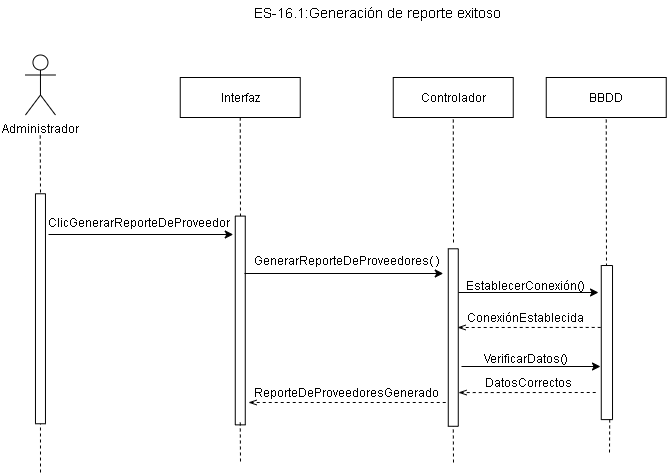 ES-16.1:Generación de reporte exitoso
Administrador
Interfaz
Controlador
BBDD
ClicGenerarReporteDeProveedor
GenerarReporteDeProveedores()
EstablecerConexión()
ConexiónEstablecida
VerificarDatos()
DatosCorrectos
ReporteDeProveedoresGenerado